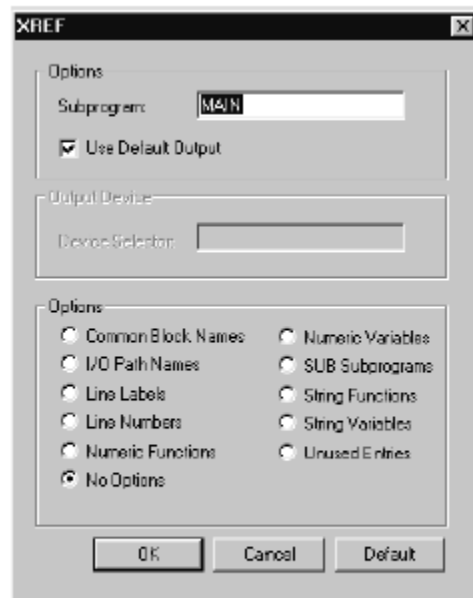 XREF
Options
Subprogram: MAIN
Use Default Output
Output Device
Device Selector:
Options
Common Block Names
I/O Path Names
Line Labels
Line Numbers
Numeric Functions
No Options
Numeric Variables
SUB Subprograms
String Functions
String Variables
Unused Entries
OK
Cancel
Default